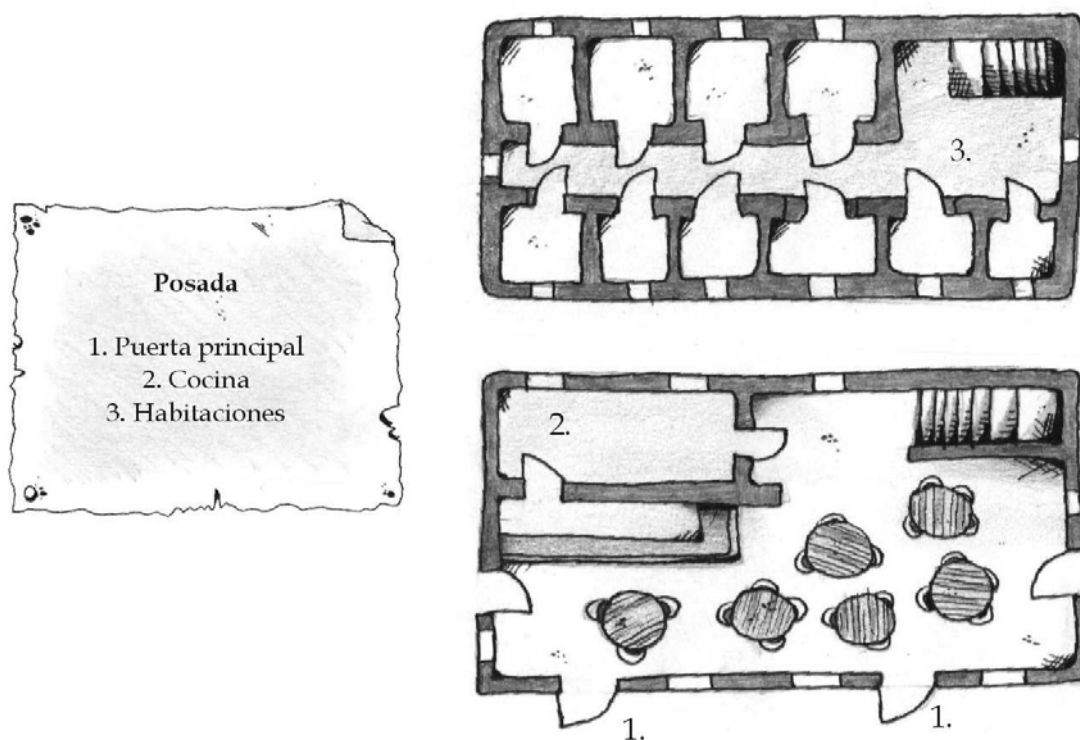 Posada
1. Puerta principal
2. Cocina
3. Habitaciones
3.
2.
1.
1.